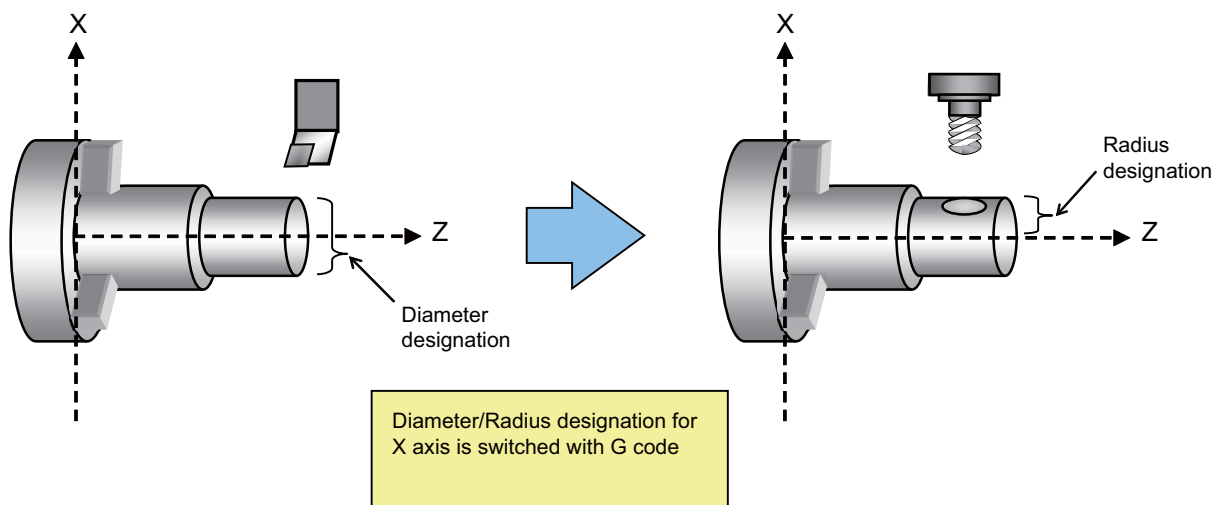 X
Z
Diameter
designation
X
Radius
designation
Z
Diameter/Radius designation for
X axis is switched with G code